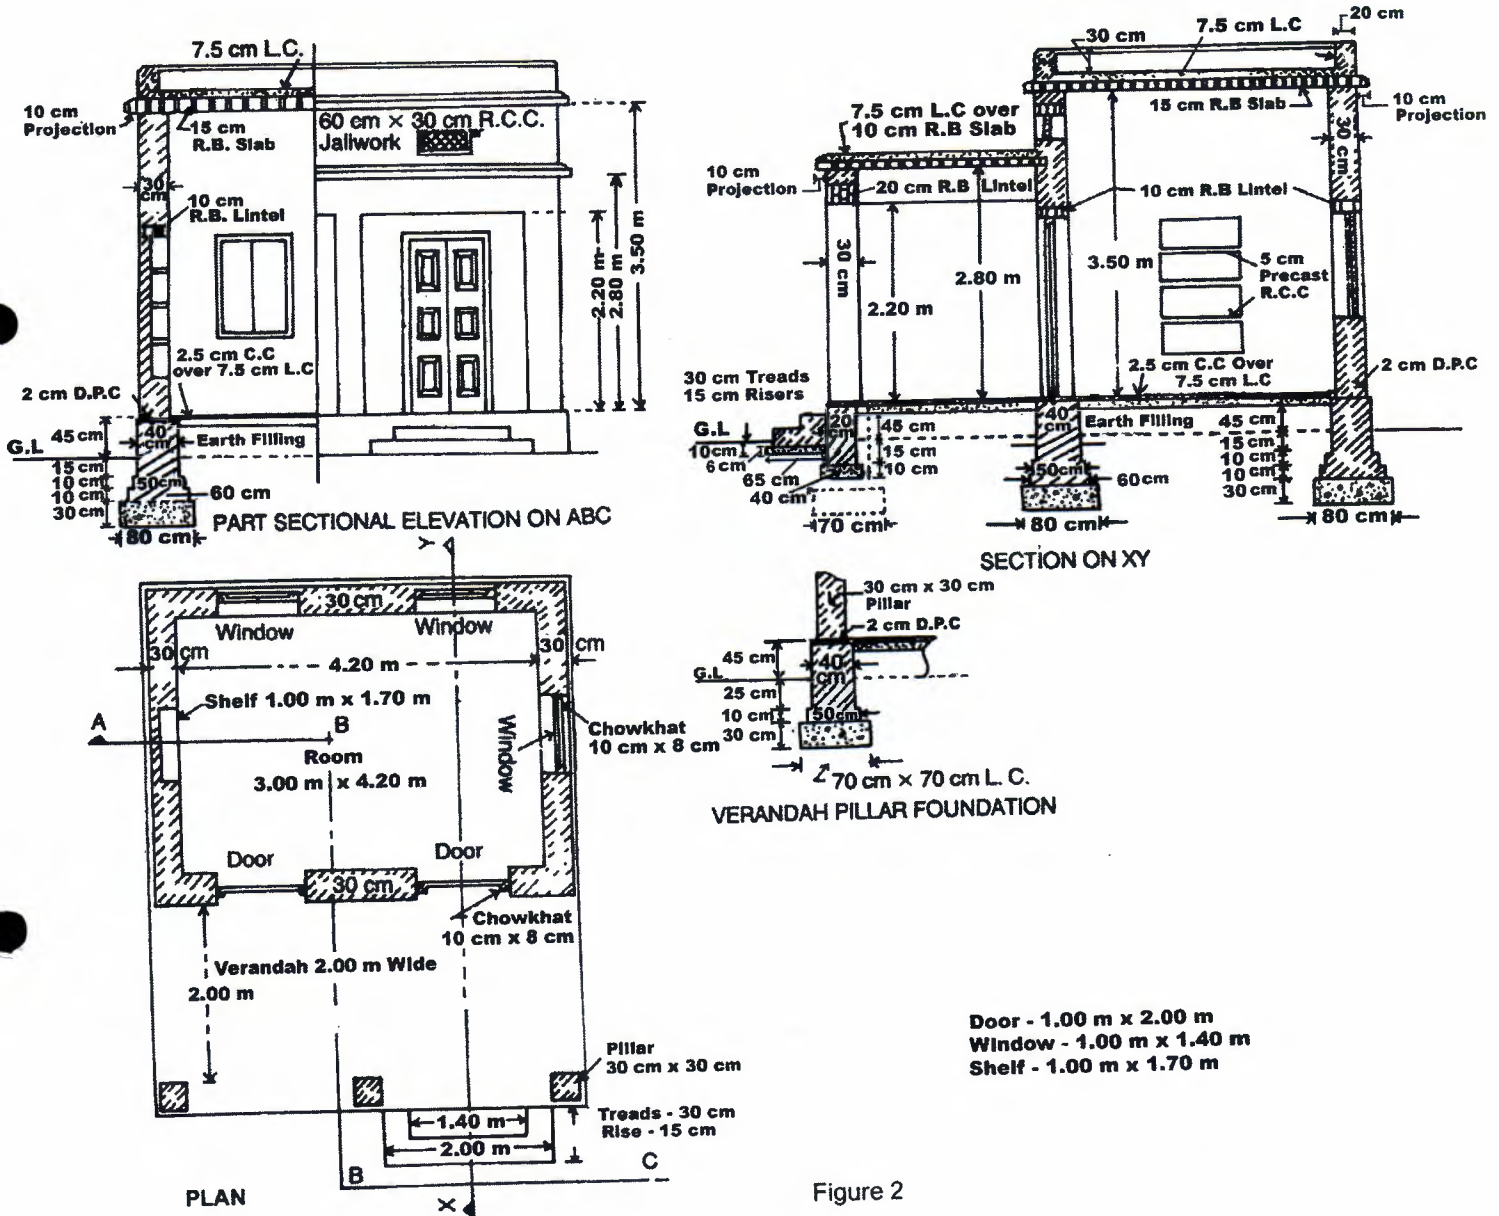 7.5 cm L.C.
10 cm
Projection
15 cm
R.B. Slab
60 cm × 30 cm R.C.C.
Jaliwork
30
cm
10 cm
R.B. Lintel
2.20 m
2.80 m
3.50 m
2.5 cm C.C
over 7.5 cm L.C
2 cm D.P.C
G.L
45 cm
40
cm
Earth Filling
15 cm
10 cm
10 cm
30 cm
50cm
60 cm
80 cm
PART SECTIONAL ELEVATION ON ABC
20 cm
30 cm
7.5 cm L.C
7.5 cm L.C over
10 cm R.B Slab
15 cm R.B Slab
10 cm
Projection
10 cm
Projection
20 cm R.B Lintel
30 cm
10 cm R.B Lintel
30 cm
2.20 m
2.80 m
3.50 m
5 cm
Precast
R.C.C
30 cm Treads
15 cm Risers
2.5 cm C.C Over
7.5 cm L.C
2 cm D.P.C
G.L
10cm
6cm
65 cm
40 cm
20
cm
45 cm
15 cm
10 cm
70 cm
40
cm
Earth Filling
50cm
60cm
80 cm
45 cm
15cm
10cm
10cm
30cm
80 cm
SECTION ON XY
Y
30 cm
Window
Window
30 cm
30 cm
4.20 m
Shelf 1.00 m x 1.70 m
A
B
Room
3.00 m x 4.20 m
Window
Chowkhat
10 cm x 8 cm
Door
Door
30 cm
Chowkhat
10 cm x 8 cm
Verandah 2.00 m Wide
2.00 m
Pillar
30 cm x 30 cm
1.40 m
2.00 m
Treads - 30 cm
Rise - 15 cm
B
C
X
PLAN
30 cm x 30 cm
Pillar
2 cm D.P.C
G.L
45 cm
25 cm
10 cm
30 cm
40
cm
50cm
70 cm × 70 cm L. C.
VERANDAH PILLAR FOUNDATION
Door - 1.00 m x 2.00 m
Window - 1.00 m x 1.40 m
Shelf - 1.00 m x 1.70 m
Figure 2